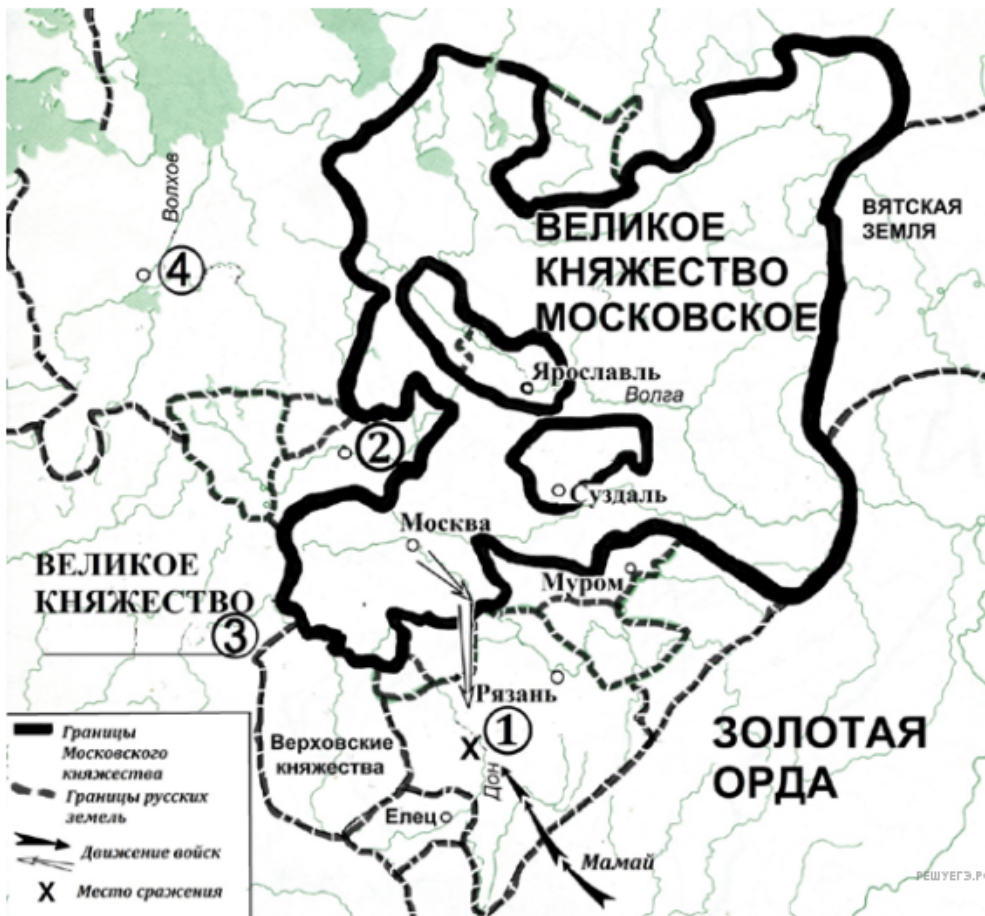 Волхов
④
ВЕЛИКОЕ
КНЯЖЕСТВО
МОСКОВСКОЕ
ВЯТСКАЯ
ЗЕМЛЯ
Ярославль
Волга
②
Суздаль
Москва
ВЕЛИКОЕ
КНЯЖЕСТВО
③
Муром
Рязань
①
Верховские
княжества
Дон
Елец
ЗОЛОТАЯ
ОРДА
Мамай
Границы
Московского
княжества
Границы русских
земель
Движение войск
X Место сражения
X